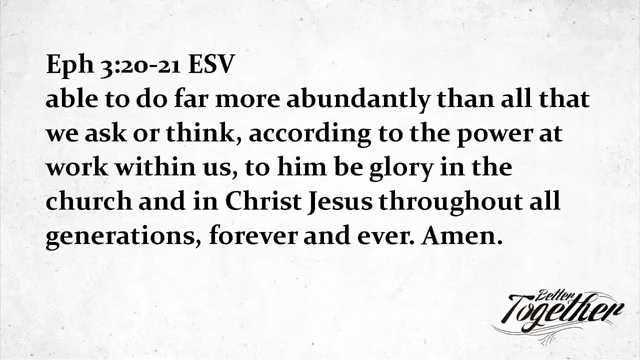 Eph 3:20-21 ESV
able to do far more abundantly than all that
we ask or think, according to the power at
work within us, to him be glory in the
church and in Christ Jesus throughout all
generations, forever and ever. Amen.
Better
Together